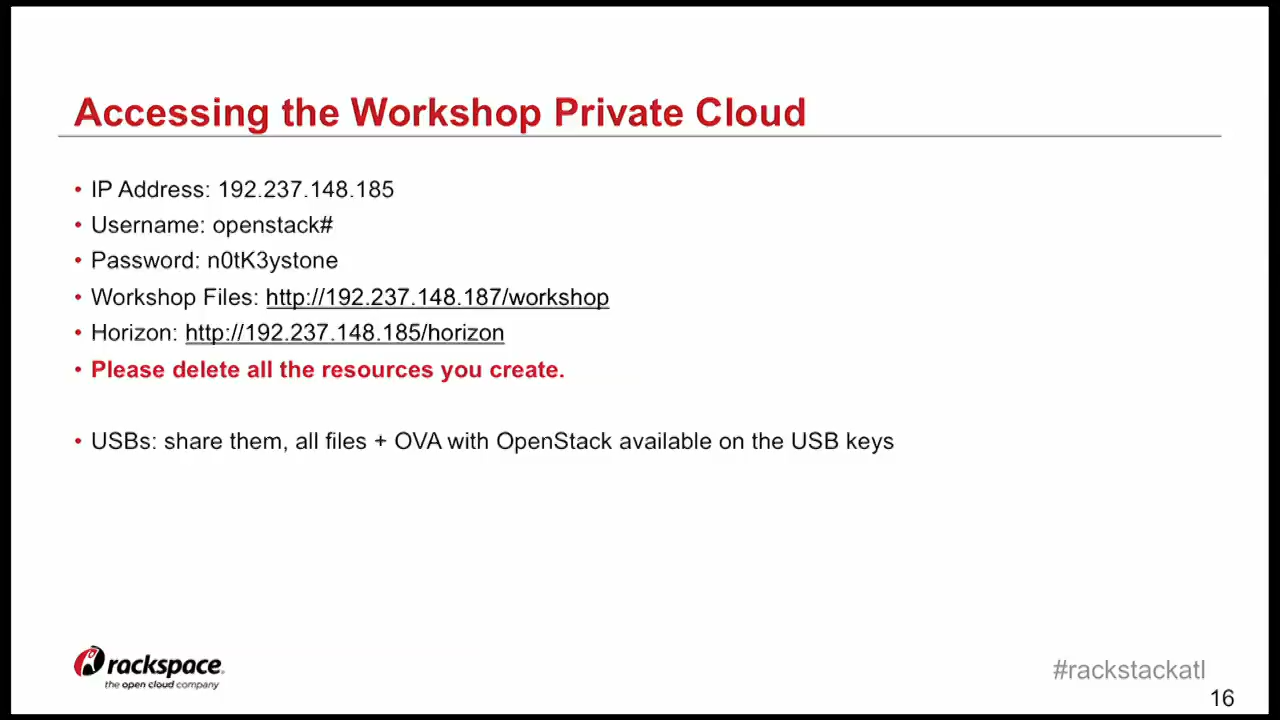 Accessing the Workshop Private Cloud
• IP Address: 192.237.148.185
• Username: openstack#
• Password: n0tK3ystone
• Workshop Files: http://192.237.148.187/workshop
• Horizon: http://192.237.148.185/horizon
• Please delete all the resources you create.
• USBs: share them, all files + OVA with OpenStack available on the USB keys
rackspace.
the open cloud company
#rackstackatl
16